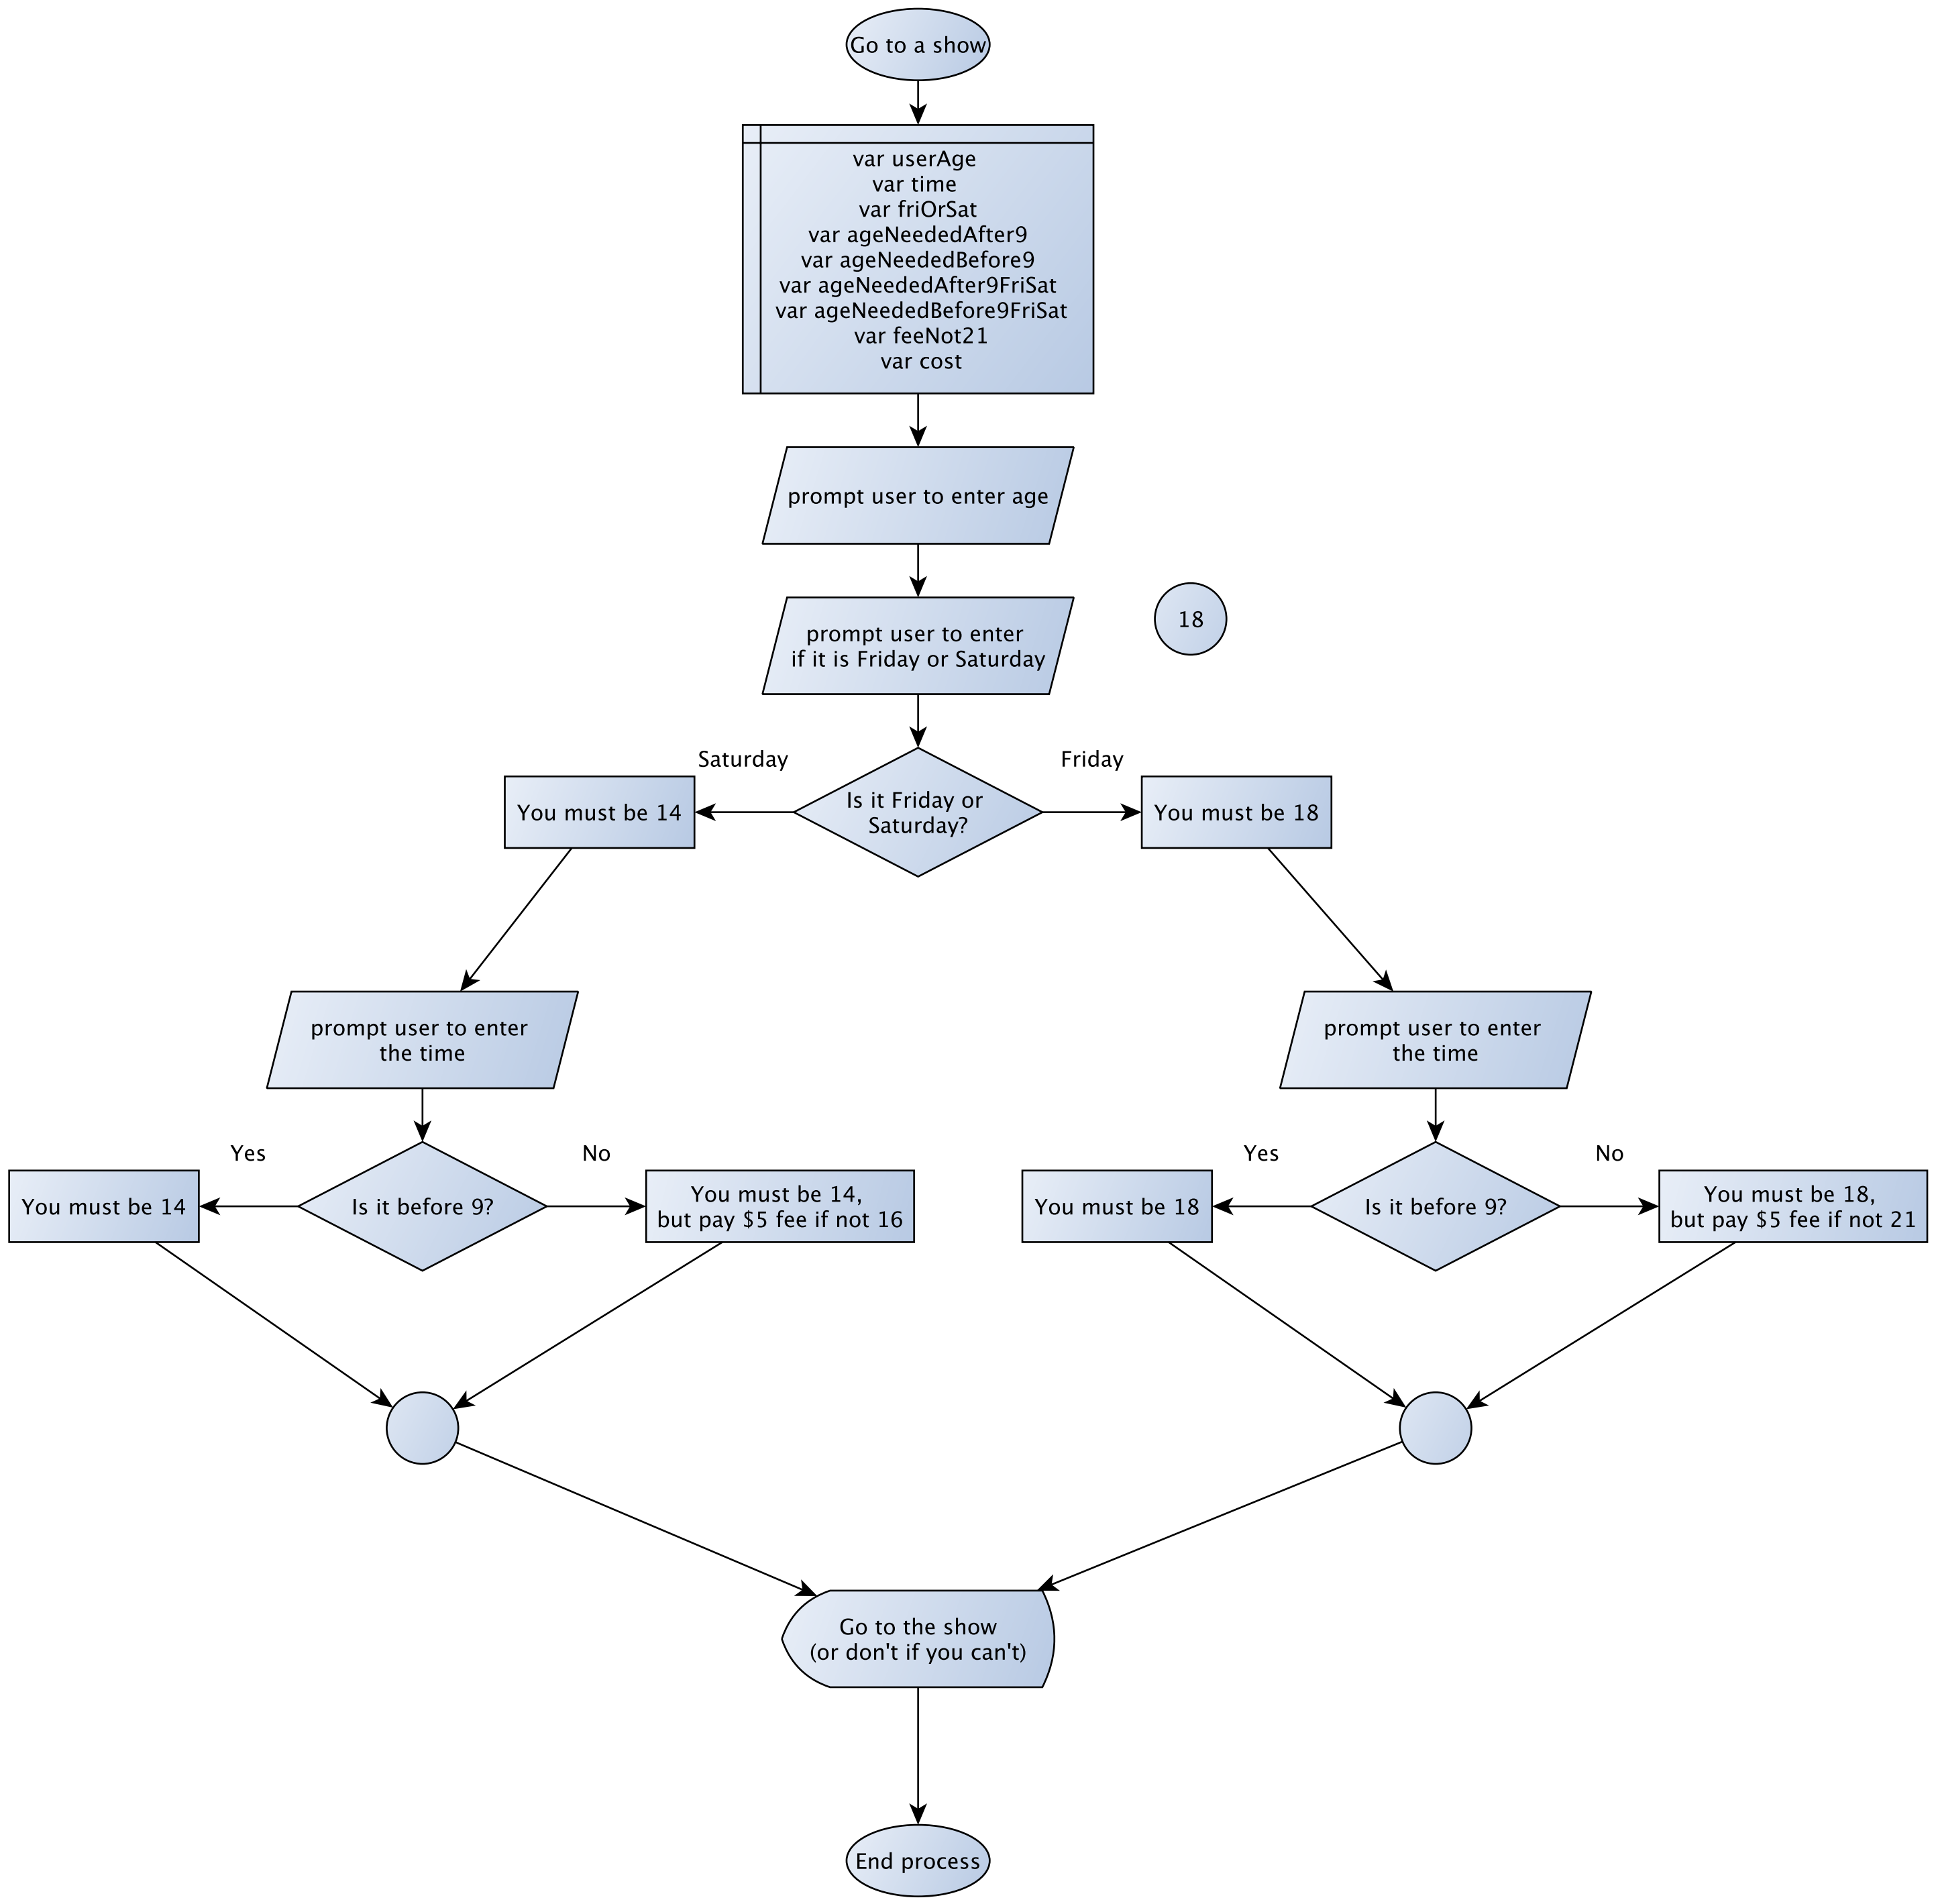 Go to a show
var userAge
var time
var friOrSat
var ageNeededAfter9
var ageNeededBefore9
var ageNeededAfter9FriSat
var ageNeededBefore9FriSat
var feeNot21
var cost
prompt user to enter age
prompt user to enter
if it is Friday or Saturday
18
Saturday
Friday
You must be 14
Is it Friday or
Saturday?
You must be 18
prompt user to enter
the time
prompt user to enter
the time
Yes
No
Yes
No
You must be 14
Is it before 9?
You must be 14,
but pay $5 fee if not 16
You must be 18
Is it before 9?
You must be 18,
but pay $5 fee if not 21
Go to the show
(or don't if you can't)
End process